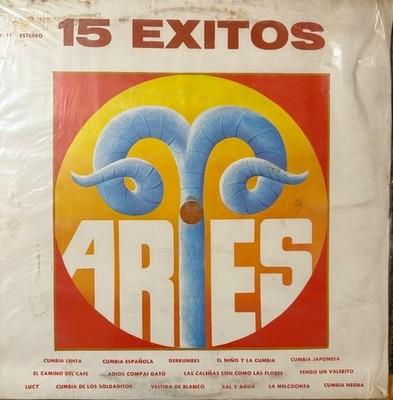 15 EXITOS
ESTEREO
ARIES
CUMBIA LENTA CUMBIA ESPAÑOLA DERRUMBES EL NIÑO Y LA CUMBIA CUMBIA JAPONESA
EL CAMINO DEL CAFE ADIOS COMPAI GATO LAS CALEÑAS SON COMO LAS FLORES TENGO UN VALERITO
LUCY CUMBIA DE LOS SOLDADITOS VESTIDA DE BLANCO SAL Y AGUA LA MELCOCHITA CUMBIA NEGRA